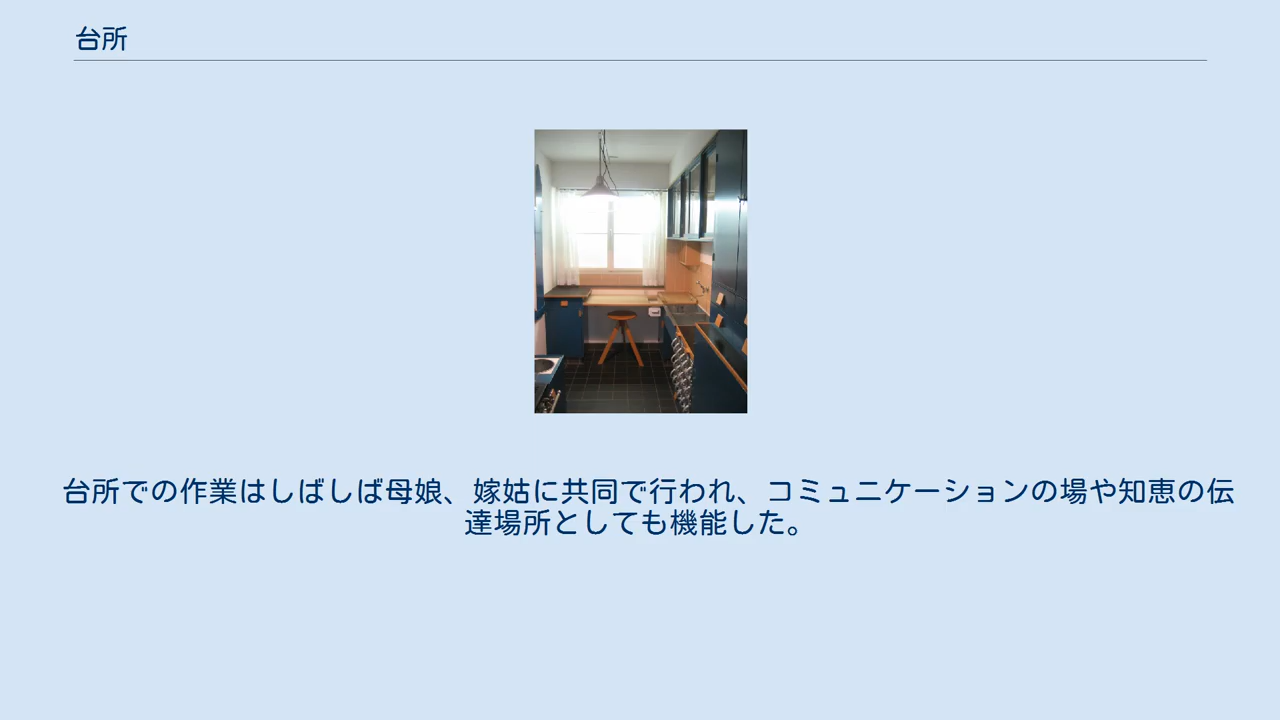 台所
台所での作業はしばしば母娘、嫁姑に共同で行われ、コミュニケーションの場や知恵の伝
達場所としても機能した。